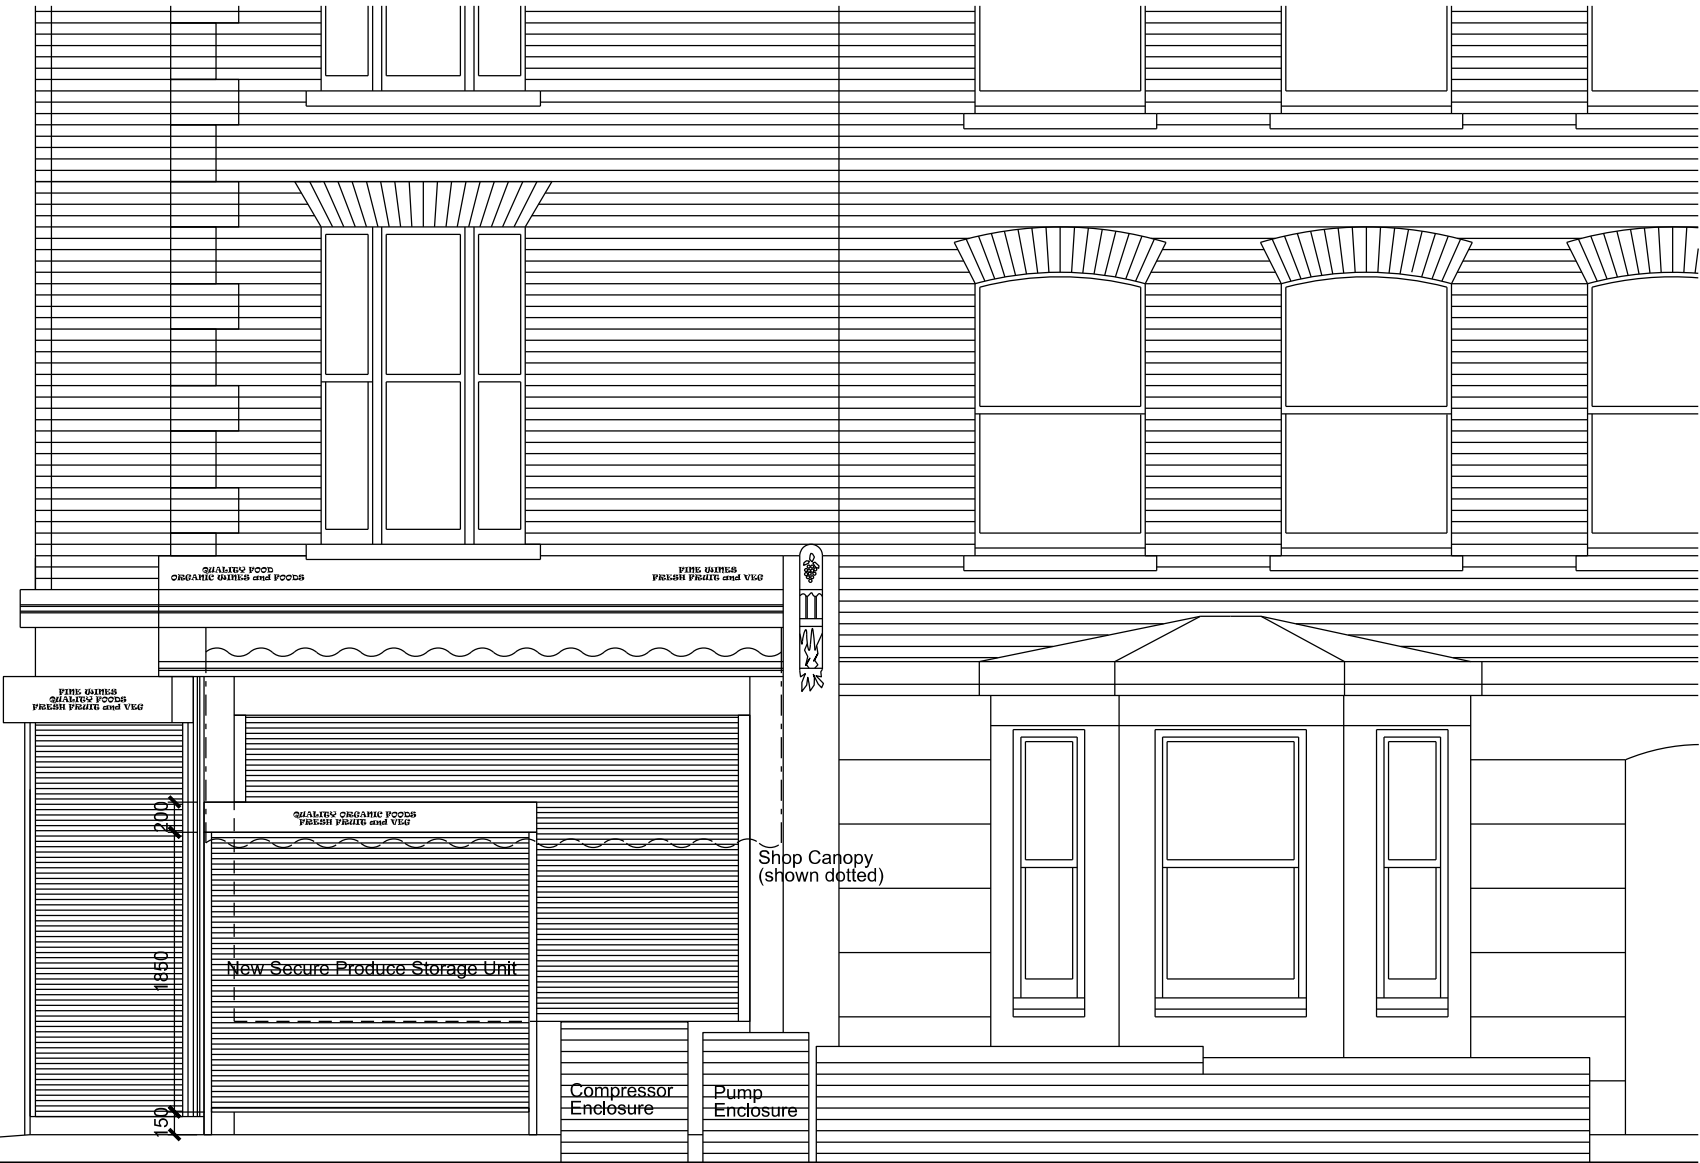 QUALITY FOOD
ORGANIC WINES and FOODS
FINE WINES
FRESH FRUIT and VEG
FINE WINES
QUALITY FOODS
FRESH FRUIT and VEG
200
QUALITY ORGANIC FOODS
FRESH FRUIT and VEG
Shop Canopy
(shown dotted)
1850
New Secure Produce Storage Unit
Compressor
Enclosure
Pump
Enclosure
150